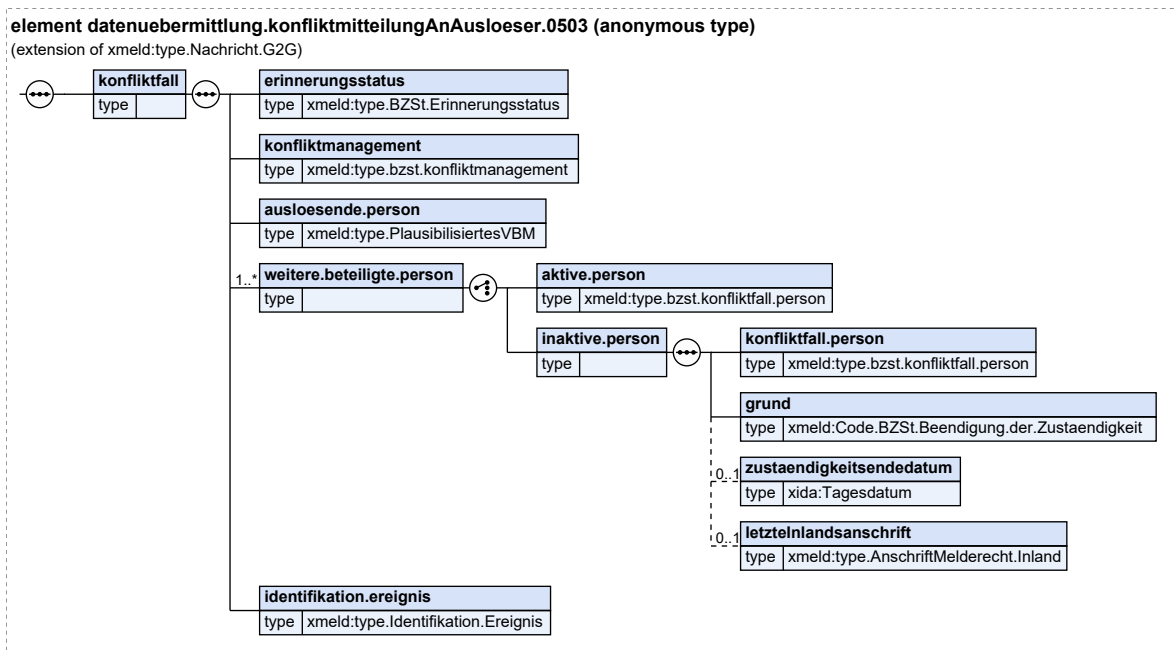 element datenuebermittlung.konfliktmitteilungAnAusloeser.0503 (anonymous type)
(extension of xmeld:type.Nachricht.G2G)
konfliktfall
type
erinnerungsstatus
type xmeld:type.BZSt.Erinnerungsstatus
konfliktmanagement
type xmeld:type.bzst.konfliktmanagement
ausloesende.person
type xmeld:type.PlausibilisiertesVBM
1..* weitere.beteiligte.person
type
aktive.person
type xmeld:type.bzst.konfliktfall.person
inaktive.person
type
konfliktfall.person
type xmeld:type.bzst.konfliktfall.person
grund
type xmeld:Code.BZSt.Beendigung.der.Zustaendigkeit
0..1 zustaendigkeitsendedatum
type xida:Tagesdatum
0..1 letzteInlandsanschrift
type xmeld:type.AnschriftMelderecht.Inland
identifikation.ereignis
type xmeld:type.Identifikation.Ereignis